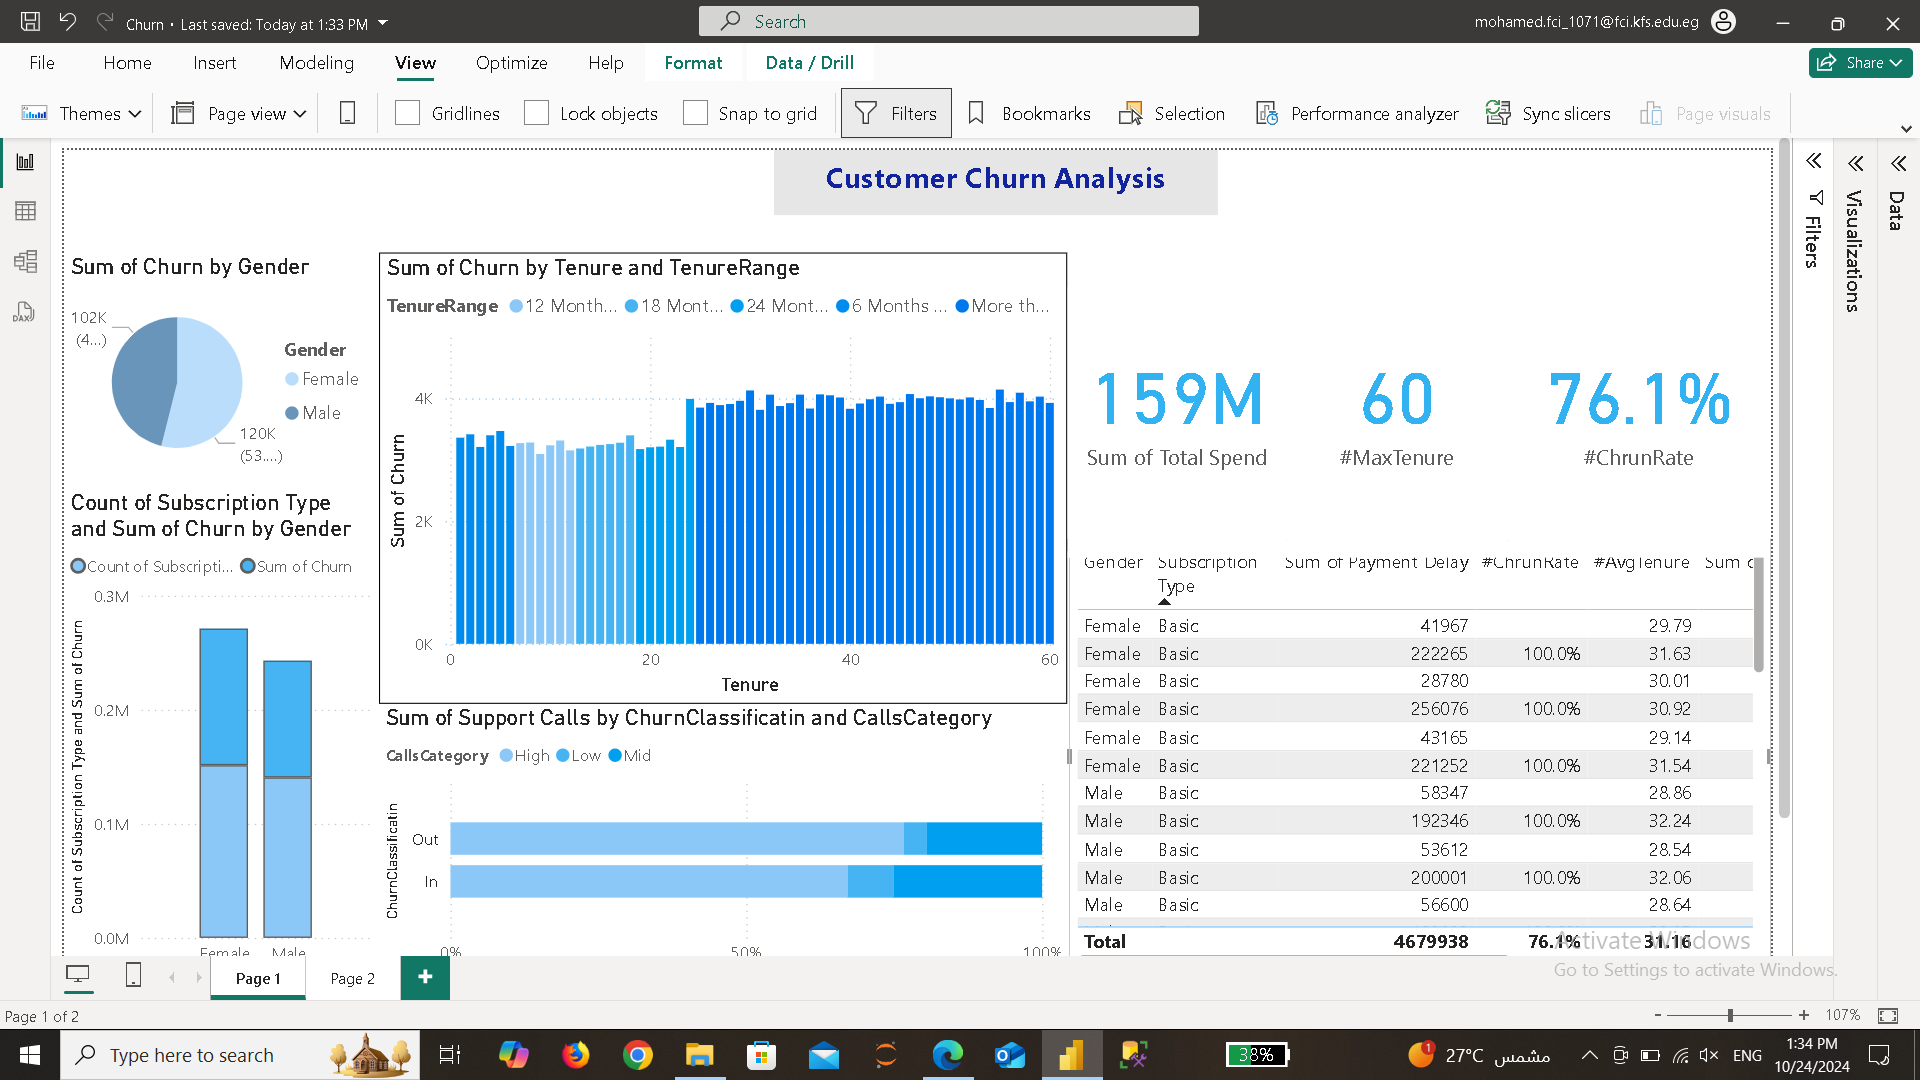 Churn • Last saved: Today at 1:33 PM
Search
mohamed.fci_1071@fci.kfs.edu.eg
File Home Insert Modeling View Optimize Help Format Data / Drill
Share
Themes Page view Gridlines Lock objects Snap to grid Filters Bookmarks Selection Performance analyzer Sync slicers Page visuals
Customer Churn Analysis
Filters
Visualizations
Data
DAX
Sum of Churn by Gender
102K
(4...)
Gender
Female
Male
120K
(53....)
Sum of Churn by Tenure and TenureRange
TenureRange 12 Month... 18 Mont... 24 Mont... 6 Months ... More th...
Sum of Churn
4K
2K
0K
0 20 40 60
Tenure
159M
Sum of Total Spend
60
#MaxTenure
76.1%
#ChrunRate
Count of Subscription Type
and Sum of Churn by Gender
Count of Subscripti... Sum of Churn
Count of Subscription Type and Sum of Churn
0.3M
0.2M
0.1M
0.0M
Female Male
Sum of Support Calls by ChurnClassificatin and CallsCategory
CallsCategory High Low Mid
ChurnClassificatin
Out
In
0% 50% 100%
Gender Subscription Type Sum of Payment Delay #ChrunRate #AvgTenure Sum
Female Basic 41967 29.79
Female Basic 222265 100.0% 31.63
Female Basic 28780 30.01
Female Basic 256076 100.0% 30.92
Female Basic 43165 29.14
Female Basic 221252 100.0% 31.54
Male Basic 58347 28.86
Male Basic 192346 100.0% 32.24
Male Basic 53612 28.54
Male Basic 200001 100.0% 32.06
Male Basic 56600 28.64
Total 4679938 76.1% 31.16
Activate Windows
Go to Settings to activate Windows.
Page 1 Page 2 +
Page 1 of 2
- + 107%
Type here to search
38%
1
27°C مشمس
ENG
1:34 PM
10/24/2024